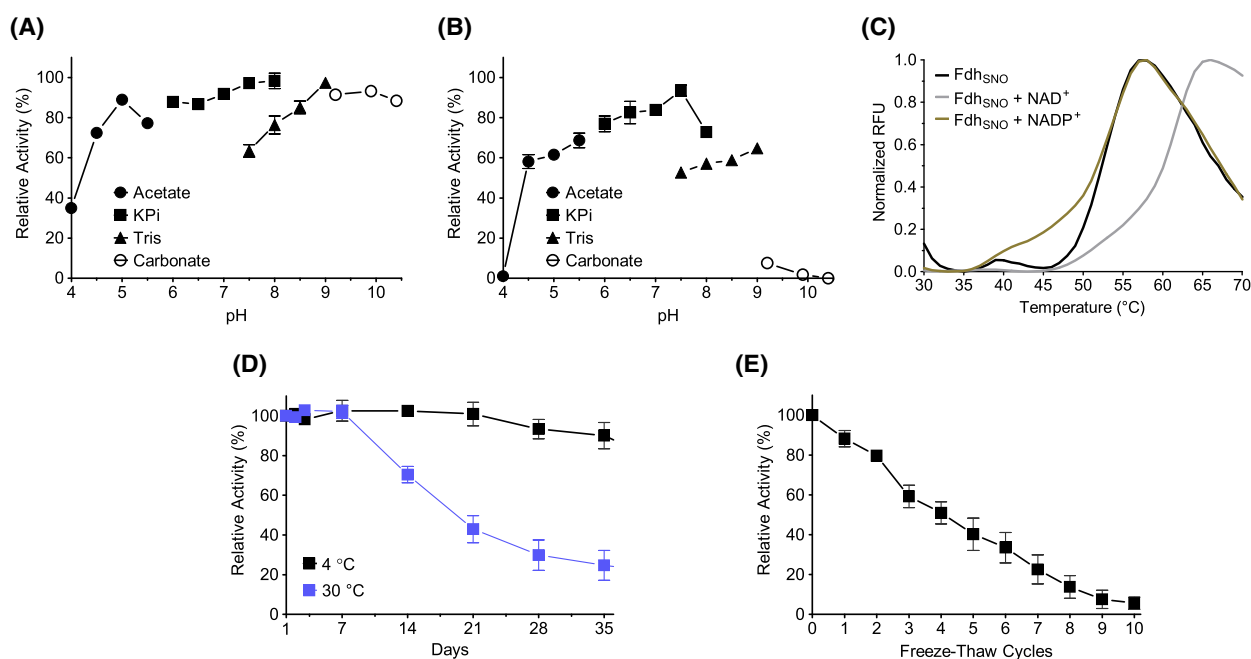 (A)
Relative Activity (%)
100
80
60
40
20
0
Acetate
KPi
Tris
Carbonate
4 5 6 7 8 9 10
pH
(B)
Relative Activity (%)
100
80
60
40
20
0
Acetate
KPi
Tris
Carbonate
4 5 6 7 8 9 10
pH
(C)
Normalized RFU
1.0
0.8
0.6
0.4
0.2
0.0
FdhSNO
FdhSNO + NAD+
FdhSNO + NADP+
30 35 40 45 50 55 60 65 70
Temperature (°C)
(D)
Relative Activity (%)
100
80
60
40
20
0
4 °C
30 °C
1 7 14 21 28 35
Days
(E)
Relative Activity (%)
100
80
60
40
20
0
0 1 2 3 4 5 6 7 8 9 10
Freeze-Thaw Cycles